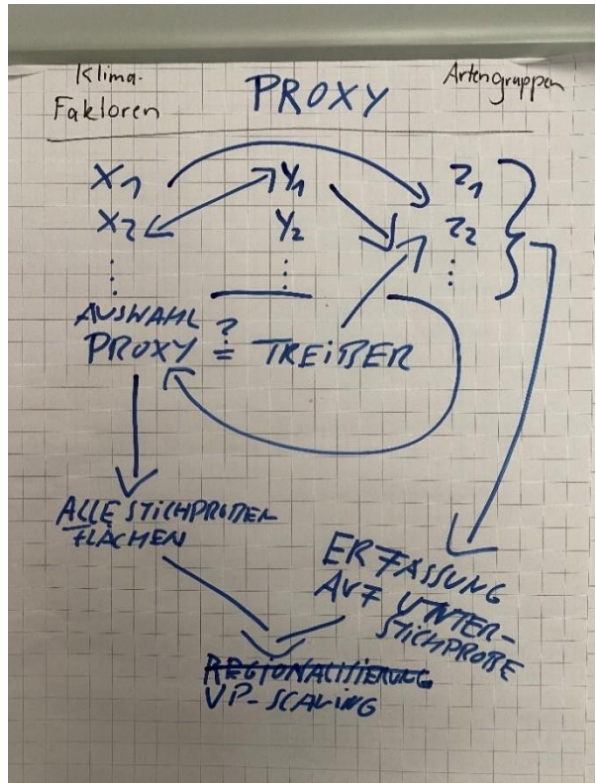 Klima-
Faktoren
PROXY
Artengruppen
X1 Y1 Z1
X2 Y2 Z2
⋮ ⋮ ⋮
AUSWAHL
PROXY ?= TREIBER
ALLE STICHPROBEN
FLÄCHEN
ERFASSUNG
AUF UNTER-
STICHPROBE
REGIONALISIERUNG
UP-SCALING